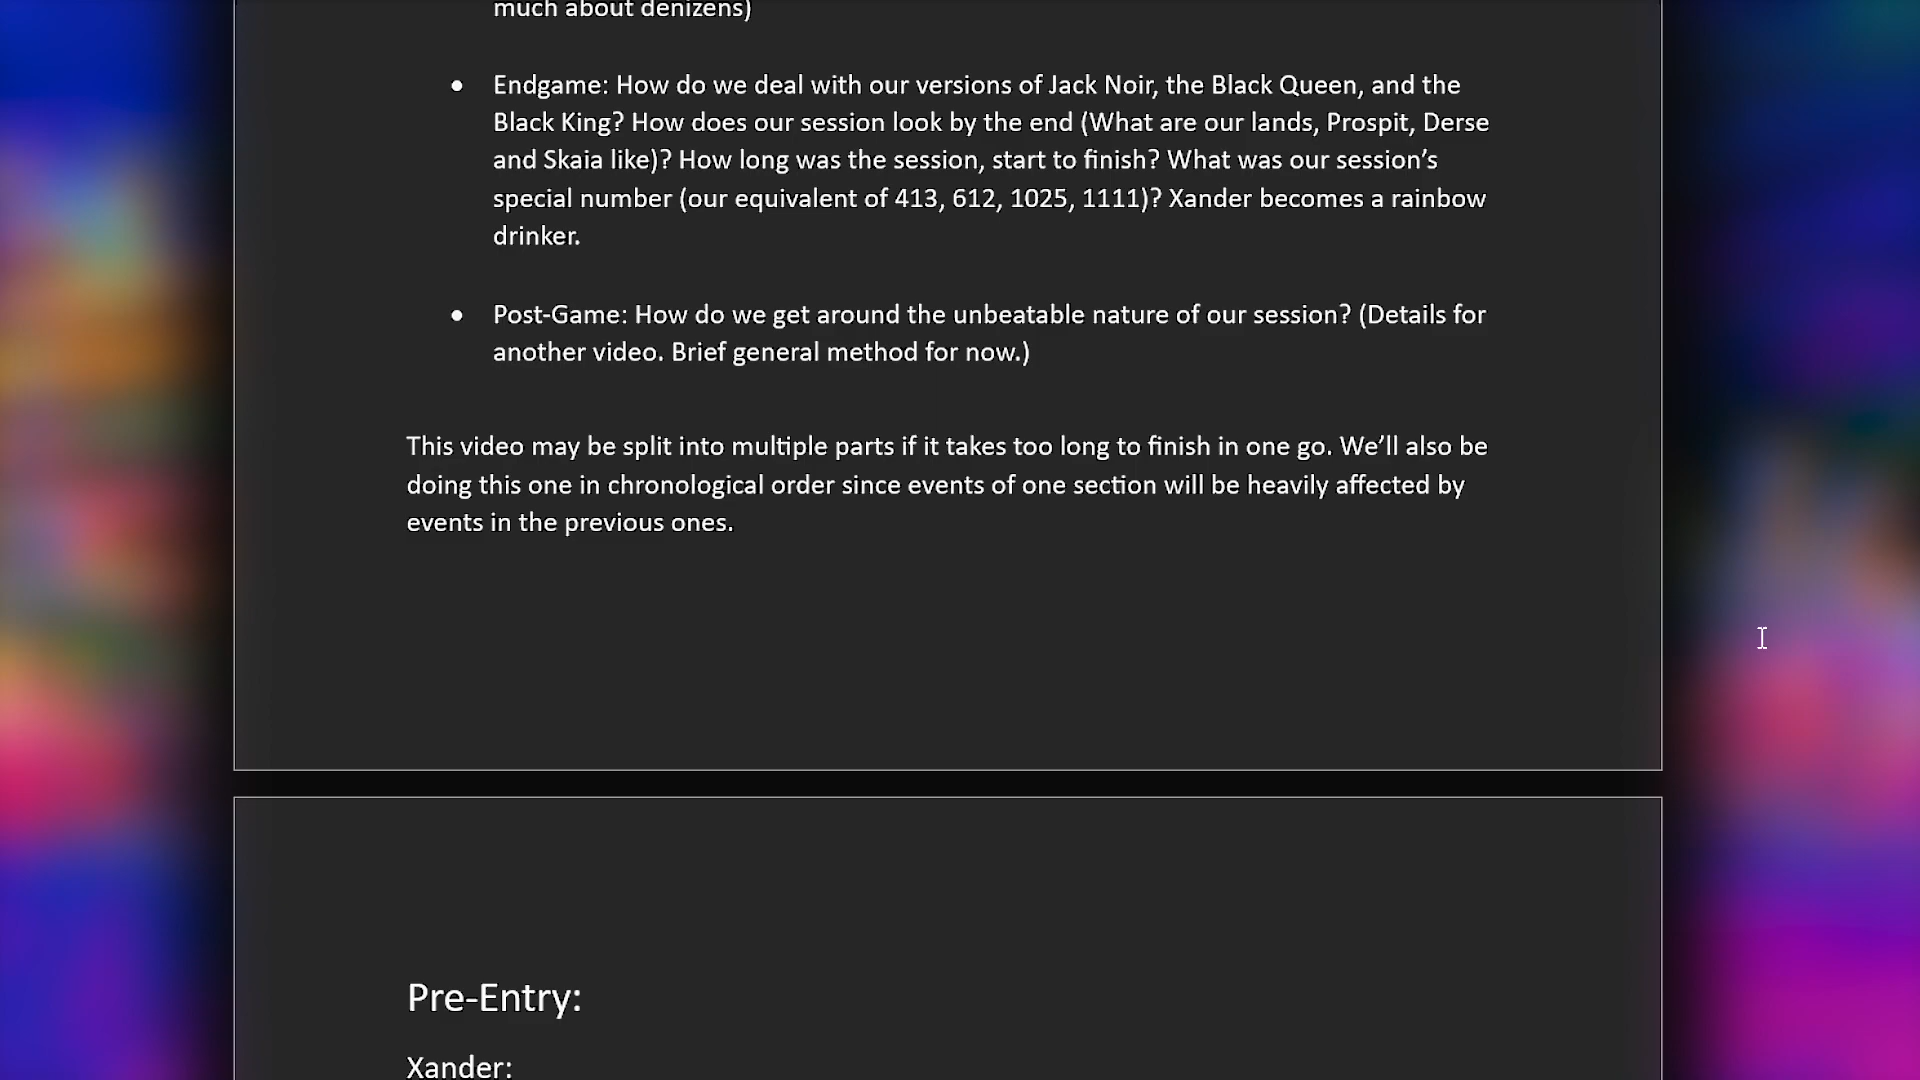 much about denizens)
• Endgame: How do we deal with our versions of Jack Noir, the Black Queen, and the
Black King? How does our session look by the end (What are our lands, Prospit, Derse
and Skaia like)? How long was the session, start to finish? What was our session’s
special number (our equivalent of 413, 612, 1025, 1111)? Xander becomes a rainbow
drinker.
• Post-Game: How do we get around the unbeatable nature of our session? (Details for
another video. Brief general method for now.)
This video may be split into multiple parts if it takes too long to finish in one go. We’ll also be
doing this one in chronological order since events of one section will be heavily affected by
events in the previous ones.
Pre-Entry:
Xander: